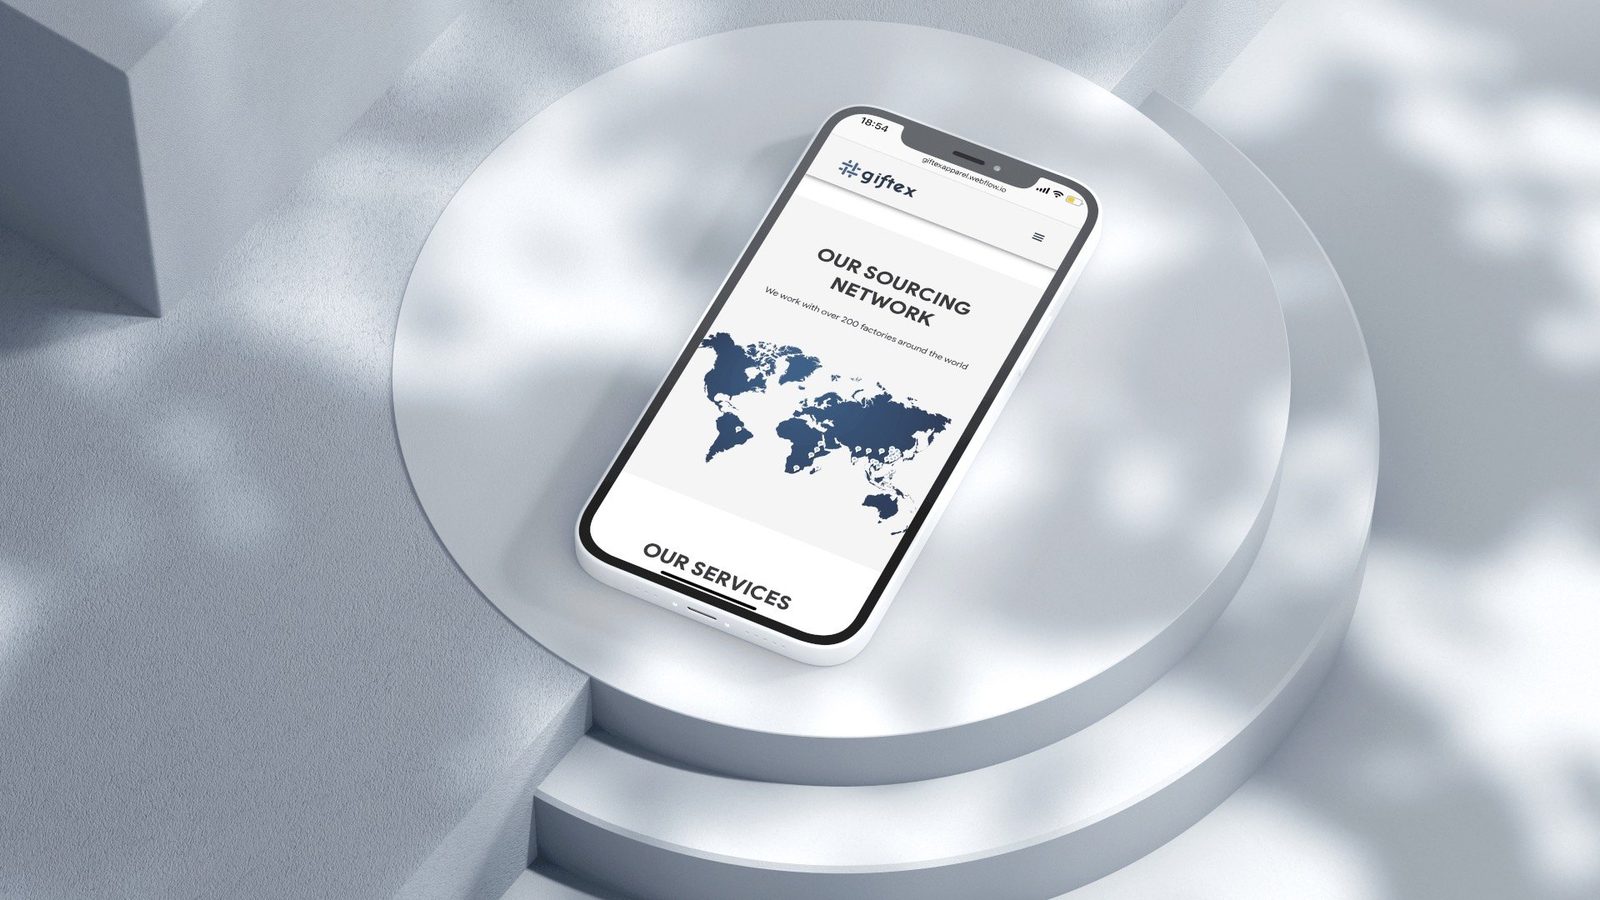 18:54
giftexapparel.webflow.io
giftex
OUR SOURCING
NETWORK
We work with over 200 factories around the world
OUR SERVICES